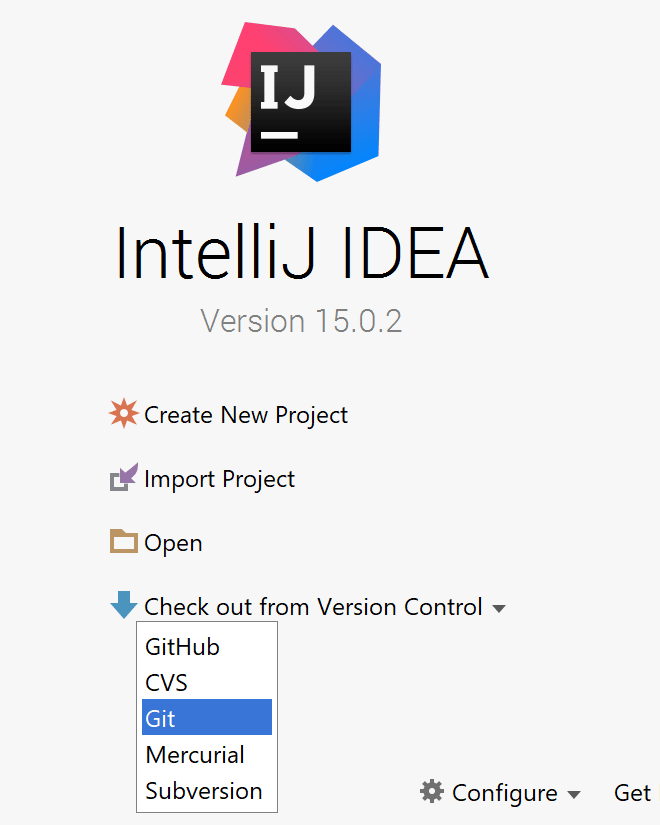 IJ
IntelliJ IDEA
Version 15.0.2
Create New Project
Import Project
Open
Check out from Version Control
GitHub
CVS
Git
Mercurial
Subversion
Configure
Get